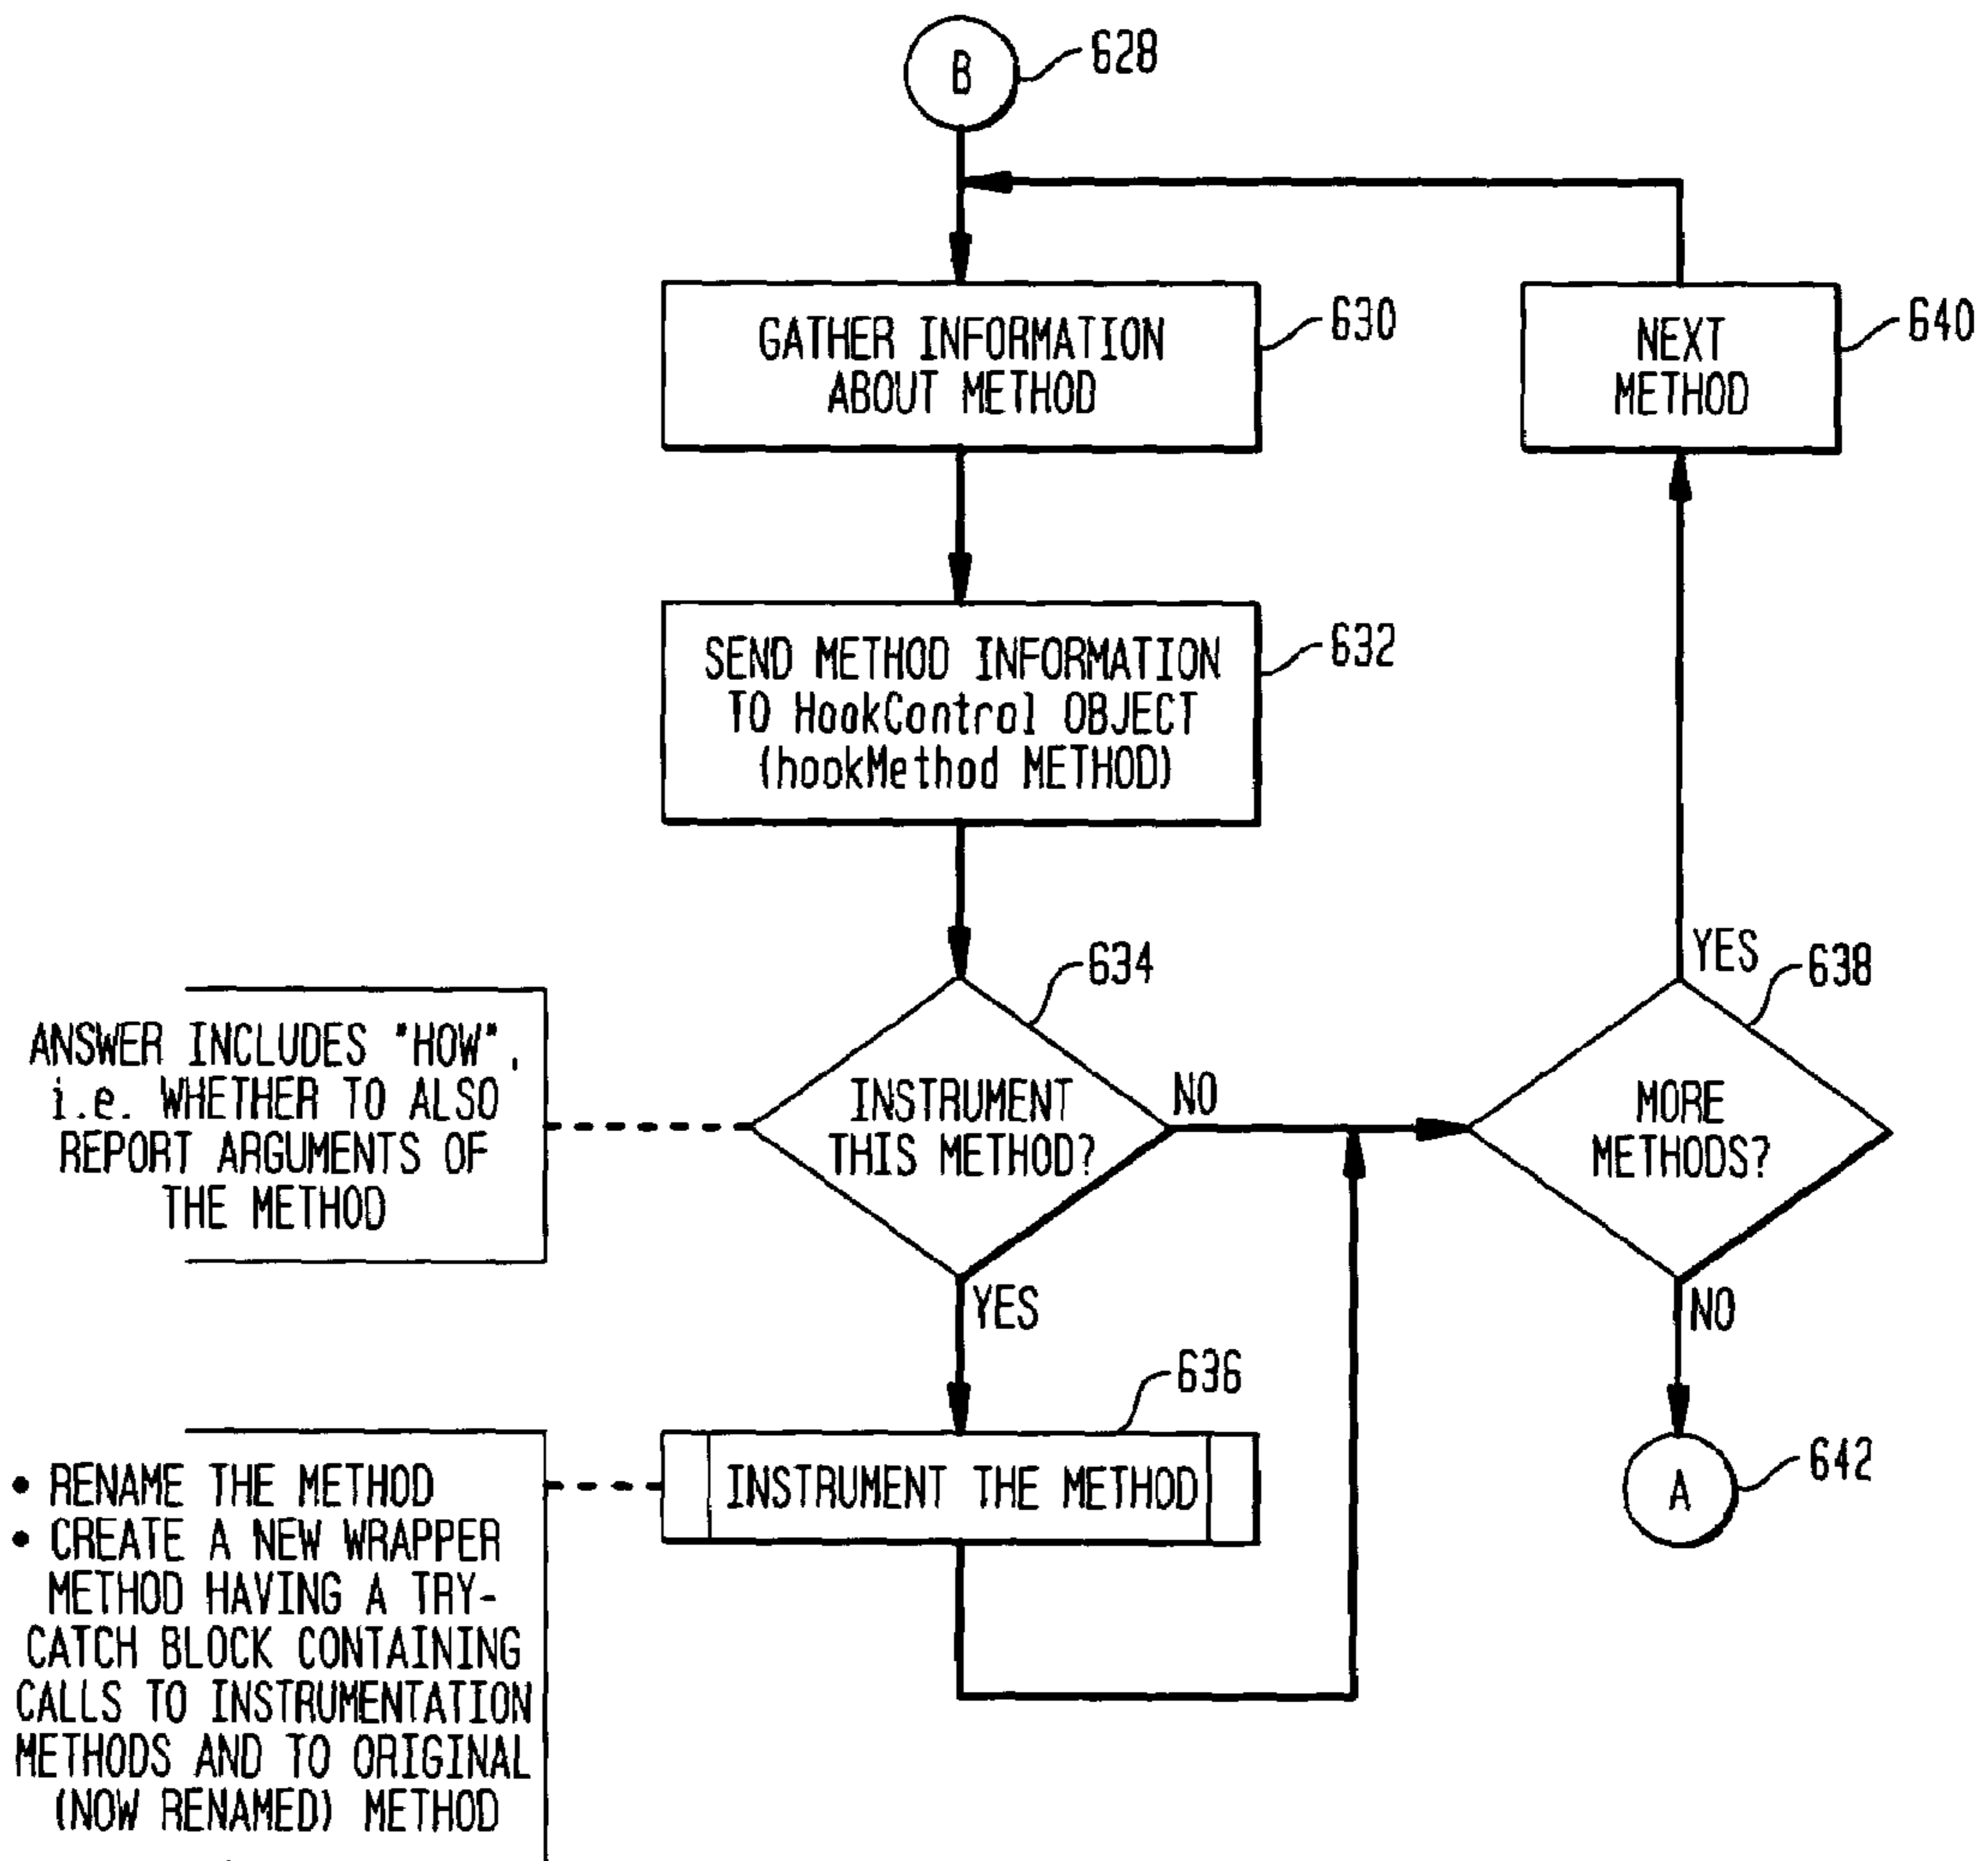 B
628
GATHER INFORMATION
ABOUT METHOD
630
NEXT
METHOD
640
SEND METHOD INFORMATION
TO HookControl OBJECT
(hookMethod METHOD)
632
634
YES
638
ANSWER INCLUDES "HOW",
i.e. WHETHER TO ALSO
REPORT ARGUMENTS OF
THE METHOD
INSTRUMENT
THIS METHOD?
NO
MORE
METHODS?
YES
NO
636
INSTRUMENT THE METHOD
A
642
• RENAME THE METHOD
• CREATE A NEW WRAPPER
METHOD HAVING A TRY-
CATCH BLOCK CONTAINING
CALLS TO INSTRUMENTATION
METHODS AND TO ORIGINAL
(NOW RENAMED) METHOD